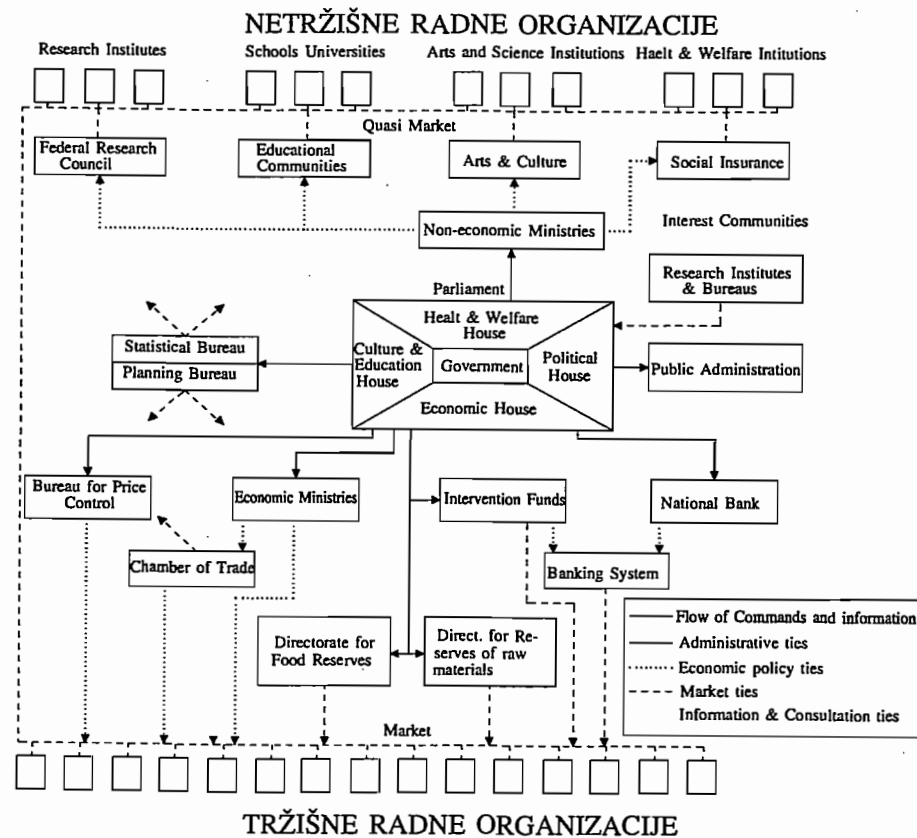 NETRŽIŠNE RADNE ORGANIZACIJE
Research Institutes
Schools Universities
Arts and Science Institutions
Haelt & Welfare Intitutions
Quasi Market
Federal Research
Council
Educational
Communities
Arts & Culture
Social Insurance
Non-economic Ministries
Interest Communities
Research Institutes
& Bureaus
Parliament
Healt & Welfare
House
Statistical Bureau
Planning Bureau
Culture &
Education
House
Government
Political
House
Public Administration
Economic House
Bureau for Price
Control
Economic Ministries
Intervention Funds
National Bank
Chamber of Trade
Banking System
Directorate for
Food Reserves
Direct. for Re-
serves of raw
materials
Flow of Commands and information
Administrative ties
Economic policy ties
Market ties
Information & Consultation ties
Market
TRŽIŠNE RADNE ORGANIZACIJE